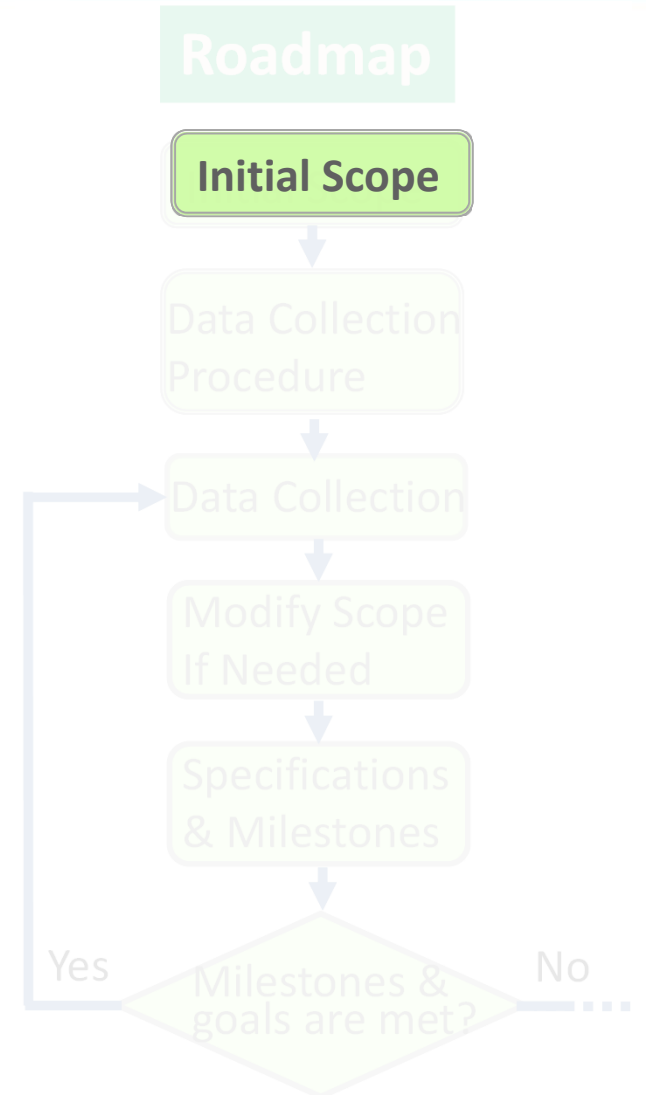 Roadmap
Initial Scope
Data Collection
Procedure
Data Collection
Modify Scope
If Needed
Specifications
& Milestones
Yes
Milestones &
goals are met?
No